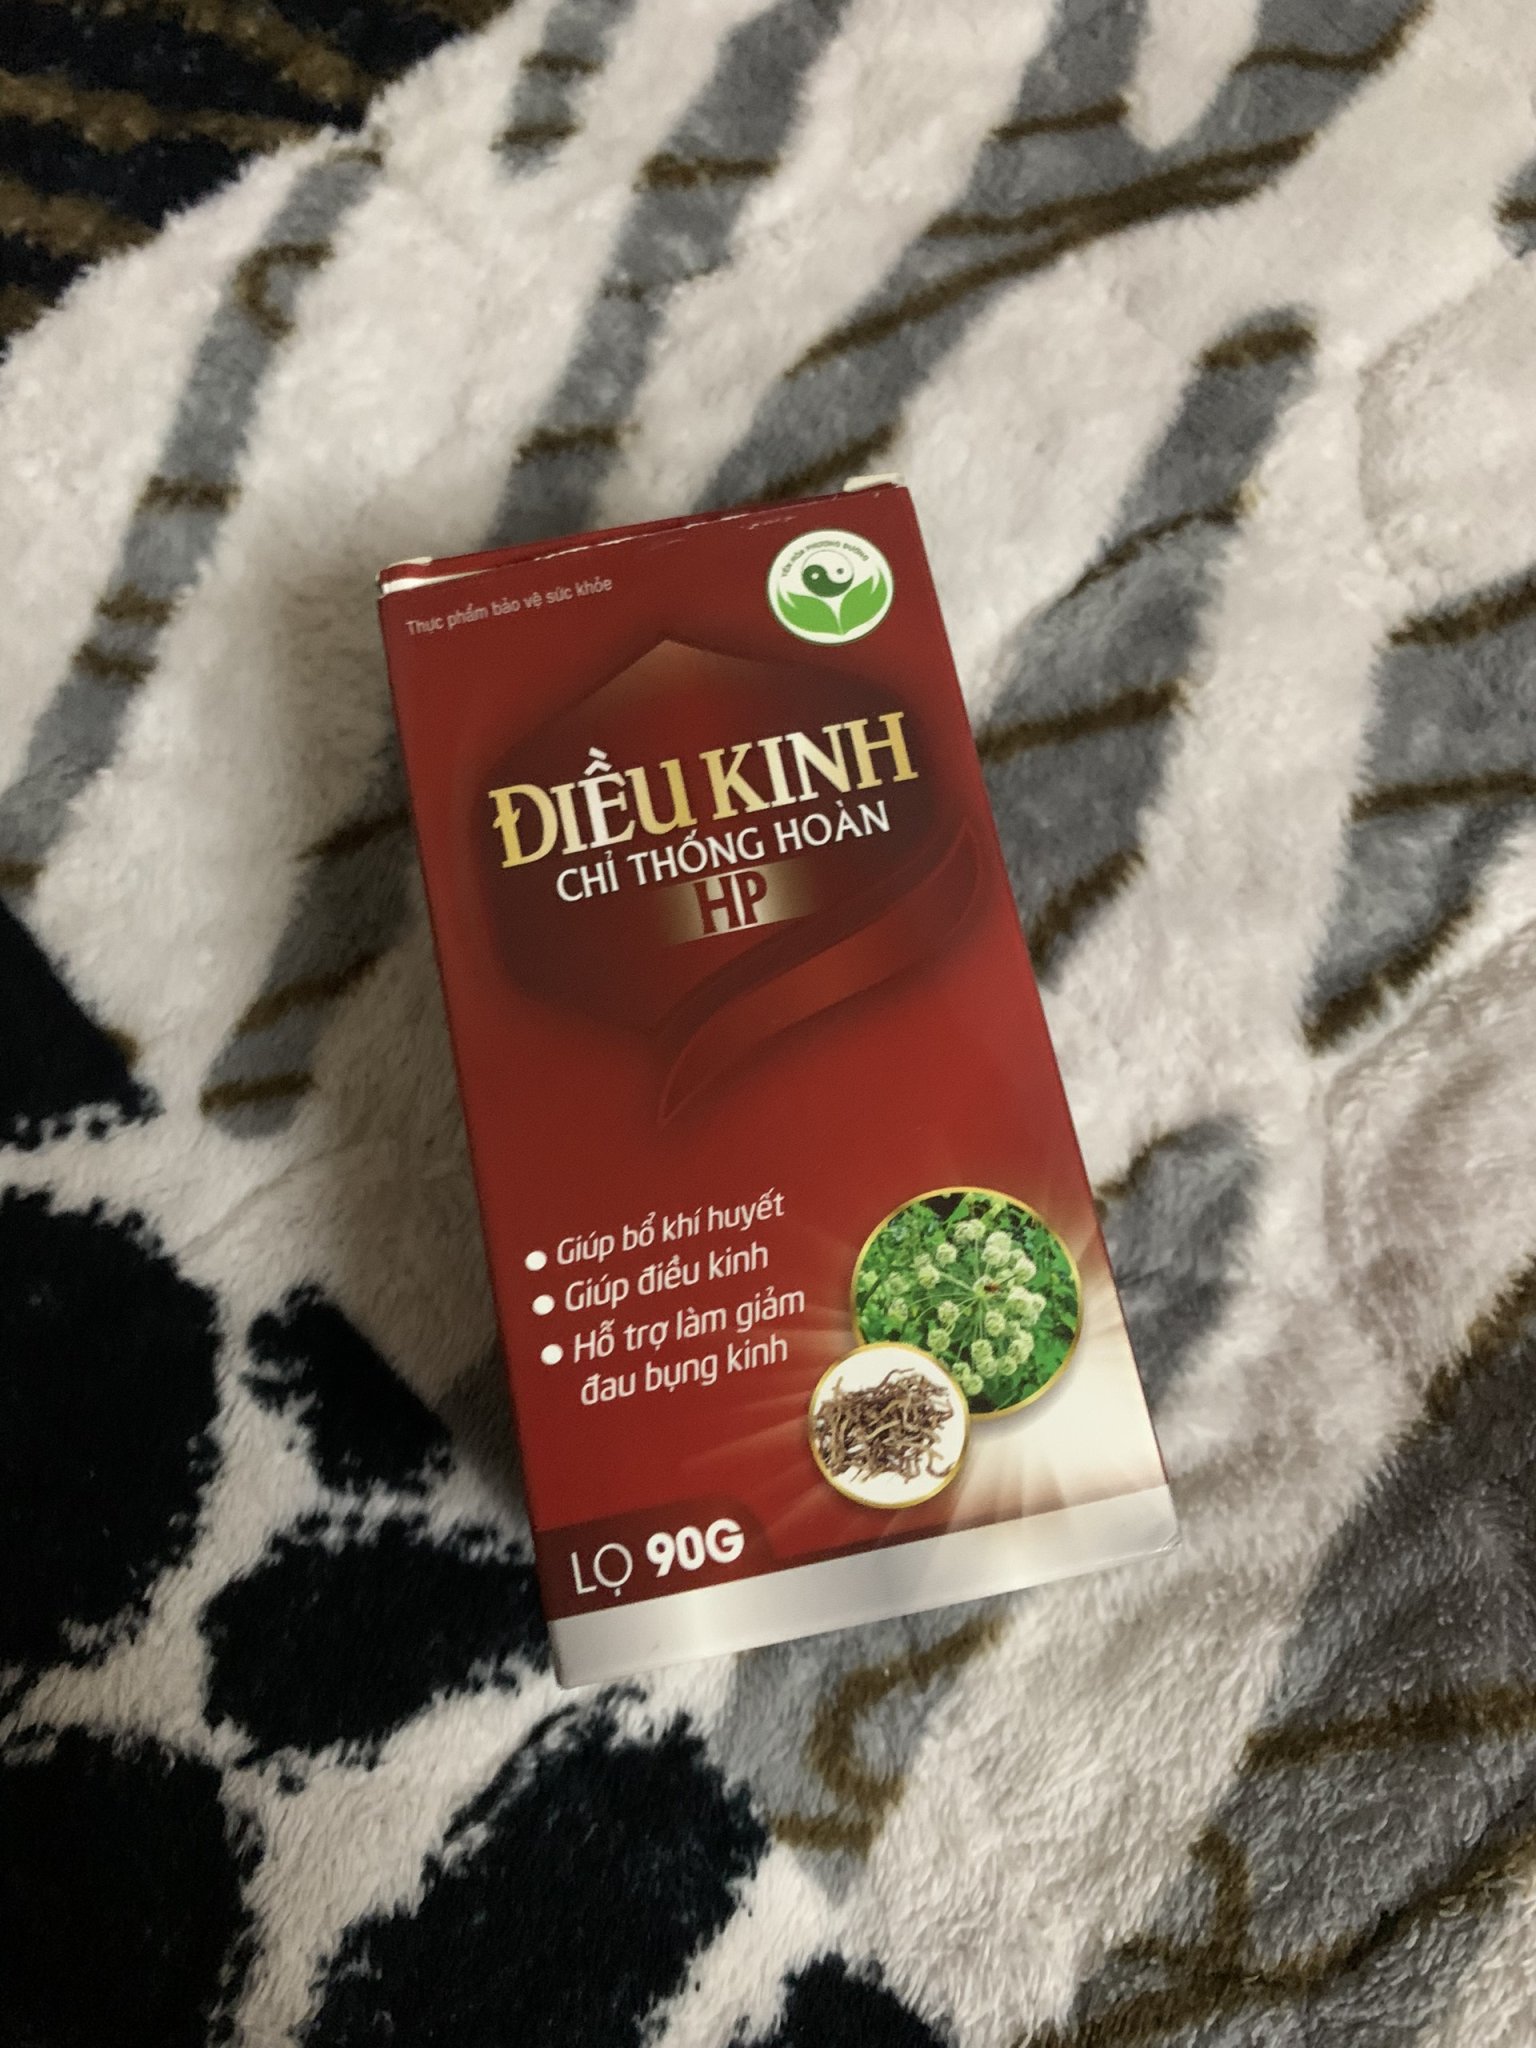 Thực phẩm bảo vệ sức khỏe
ĐIỀU KINH
CHỈ THỐNG HOÀN
HP
Giúp bổ khí huyết
Giúp điều kinh
Hỗ trợ làm giảm
đau bụng kinh
LỌ 90G